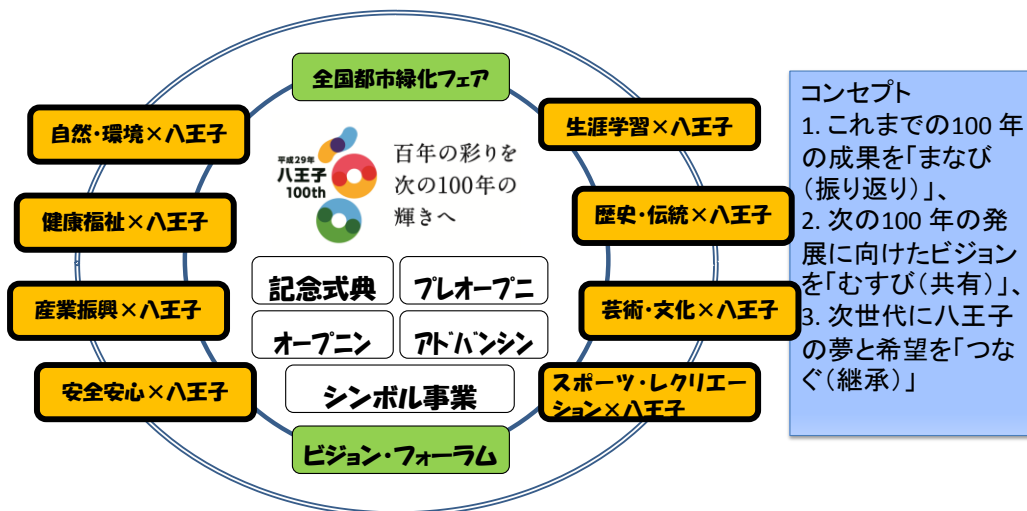 全国都市緑化フェア
自然・環境×八王子
生涯学習×八王子
平成29年
八王子
100th
百年の彩りを
次の100年の
輝きへ
健康福祉×八王子
歴史・伝統×八王子
記念式典
プレオープニ
産業振興×八王子
芸術・文化×八王子
オープニン
アドバンシン
安全安心×八王子
シンボル事業
スポーツ・レクリエー
ション×八王子
ビジョン・フォーラム
コンセプト
1. これまでの100 年
の成果を「まなび
（振り返り）」、
2. 次の100 年の発
展に向けたビジョン
を「むすび（共有）」、
3. 次世代に八王子
の夢と希望を「つな
ぐ（継承）」